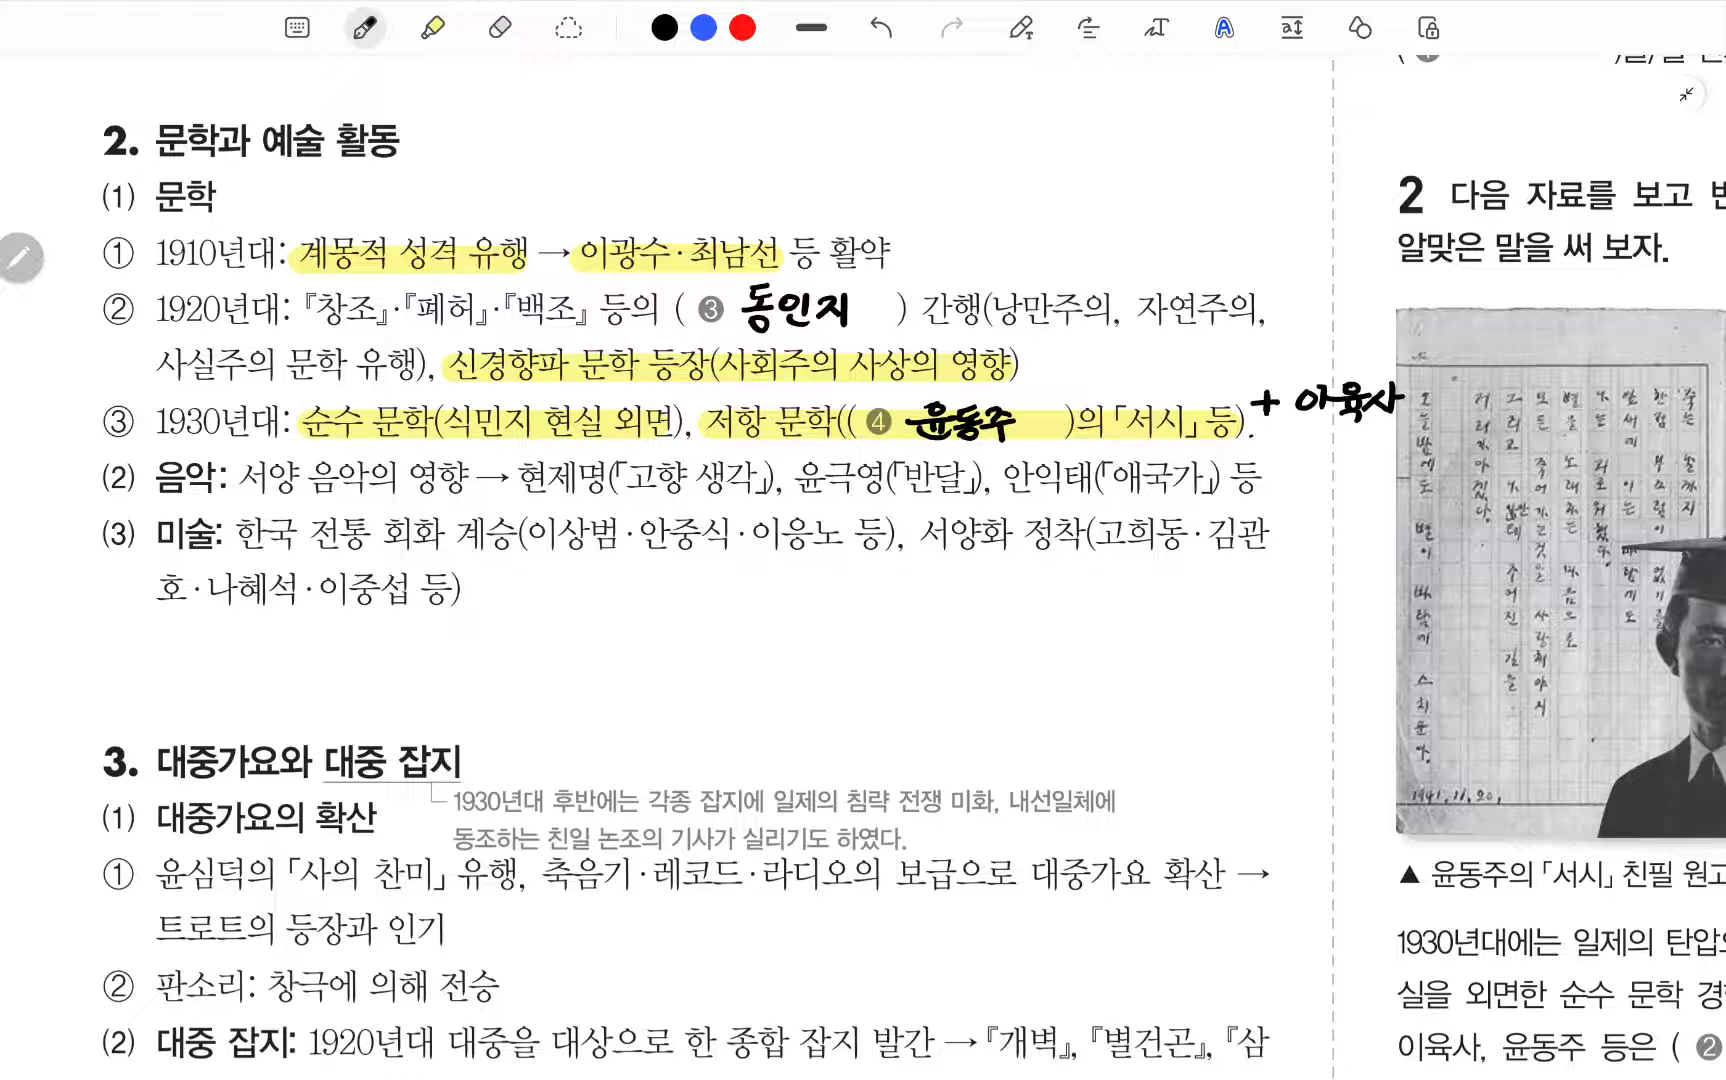 2. 문학과 예술 활동
(1) 문학
① 1910년대: 계몽적 성격 유행 → 이광수·최남선 등 활약
② 1920년대: 『창조』·『폐허』·『백조』 등의 ( ③ 동인지 ) 간행(낭만주의, 자연주의,
사실주의 문학 유행), 신경향파 문학 등장(사회주의 사상의 영향)
③ 1930년대: 순수 문학(식민지 현실 외면), 저항 문학(( ④ 윤동주 )의 「서시」 등). + 이육사
(2) 음악: 서양 음악의 영향 → 현제명(「고향 생각」), 윤극영(「반달」), 안익태(「애국가」) 등
(3) 미술: 한국 전통 회화 계승(이상범·안중식·이응노 등), 서양화 정착(고희동·김관
호·나혜석·이중섭 등)
3. 대중가요와 대중 잡지
1930년대 후반에는 각종 잡지에 일제의 침략 전쟁 미화, 내선일체에
동조하는 친일 논조의 기사가 실리기도 하였다.
(1) 대중가요의 확산
① 윤심덕의 「사의 찬미」 유행, 축음기·레코드·라디오의 보급으로 대중가요 확산 →
트로트의 등장과 인기
② 판소리: 창극에 의해 전승
(2) 대중 잡지: 1920년대 대중을 대상으로 한 종합 잡지 발간 → 『개벽』, 『별건곤』, 『삼
2 다음 자료를 보고
알맞은 말을 써 보자.
오늘밤에도 별이 바람에 스치운다.
1941.11.20.
▲ 윤동주의 「서시」 친필 원고
1930년대에는 일제의 탄압
실을 외면한 순수 문학
이육사, 윤동주 등은 ( ②